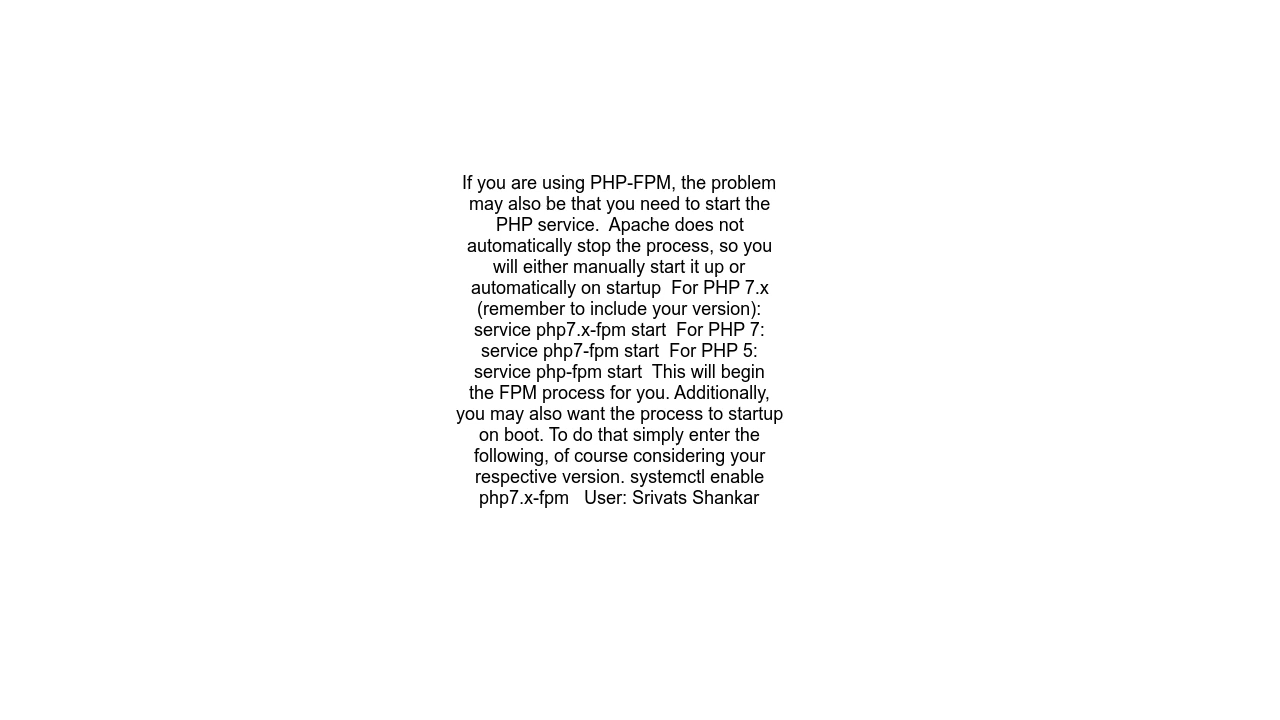 If you are using PHP-FPM, the problem
may also be that you need to start the
PHP service.  Apache does not
automatically stop the process, so you
will either manually start it up or
automatically on startup  For PHP 7.x
(remember to include your version):
service php7.x-fpm start  For PHP 7:
service php7-fpm start  For PHP 5:
service php-fpm start  This will begin
the FPM process for you. Additionally,
you may also want the process to startup
on boot. To do that simply enter the
following, of course considering your
respective version. systemctl enable
php7.x-fpm   User: Srivats Shankar